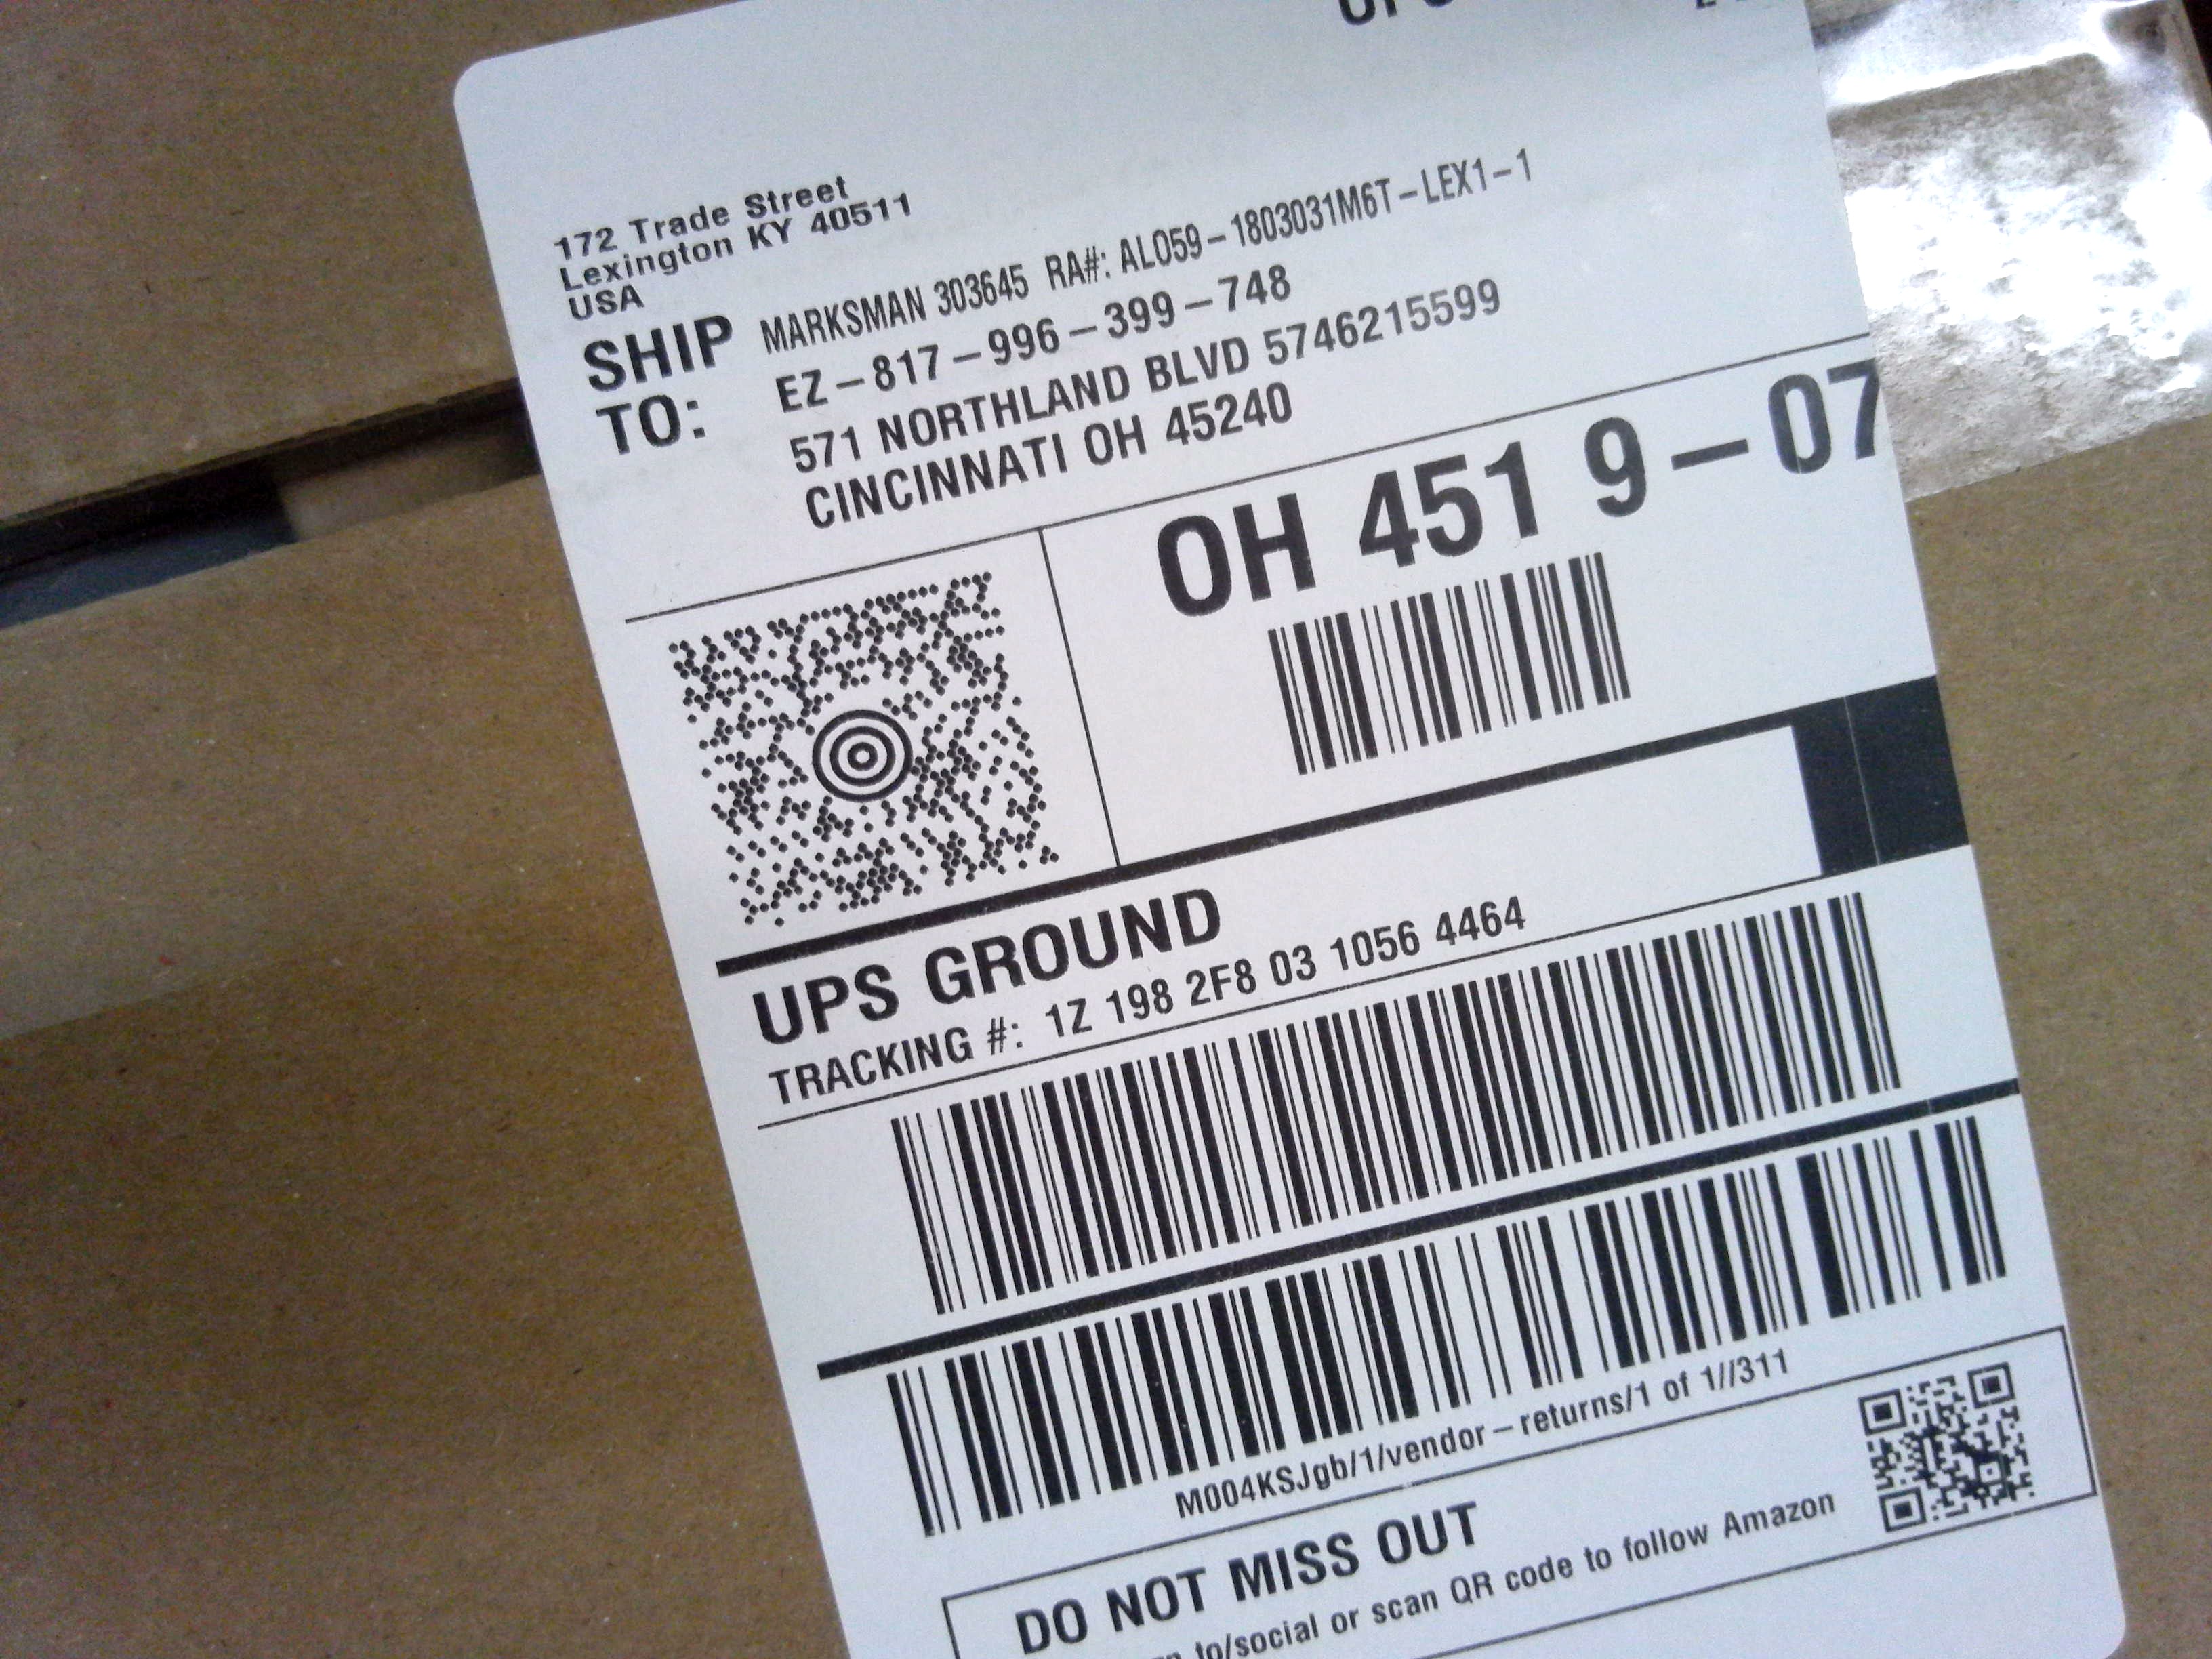 172 Trade Street
Lexington KY 40511
USA
SHIP TO:
MARKSMAN 303645 RA#: ALO59-1803031M6T-LEX1-1
EZ-817-996-399-748
571 NORTHLAND BLVD 5746215599
CINCINNATI OH 45240
OH 451 9-07
UPS GROUND
TRACKING #: 1Z 198 2F8 03 1056 4464
M004KSJgb/1/vendor-returns/1 of 1//311
DO NOT MISS OUT
to/social or scan QR code to follow Amazon